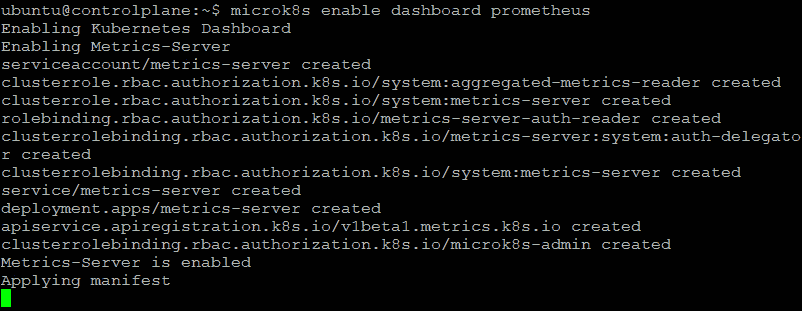 ubuntu@controlplane:~$ microk8s enable dashboard prometheus
Enabling Kubernetes Dashboard
Enabling Metrics-Server
serviceaccount/metrics-server created
clusterrole.rbac.authorization.k8s.io/system:aggregated-metrics-reader created
clusterrole.rbac.authorization.k8s.io/system:metrics-server created
rolebinding.rbac.authorization.k8s.io/metrics-server-auth-reader created
clusterrolebinding.rbac.authorization.k8s.io/metrics-server:system:auth-delegato
r created
clusterrolebinding.rbac.authorization.k8s.io/system:metrics-server created
service/metrics-server created
deployment.apps/metrics-server created
apiservice.apiregistration.k8s.io/v1beta1.metrics.k8s.io created
clusterrolebinding.rbac.authorization.k8s.io/microk8s-admin created
Metrics-Server is enabled
Applying manifest